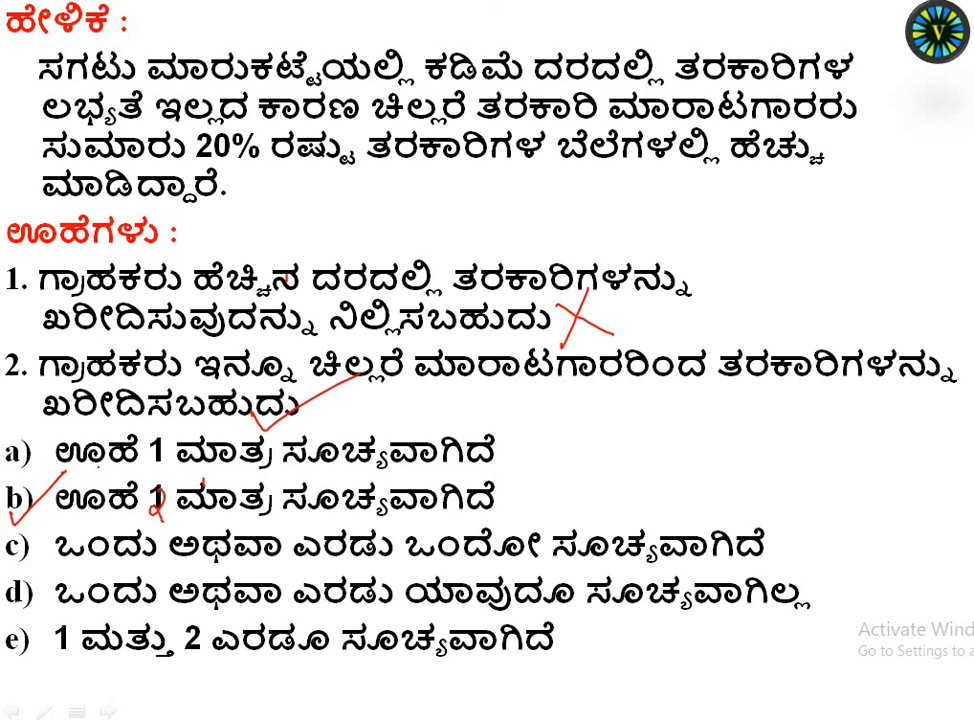 ಹೇಳಿಕೆ :
V
ಸಗಟು ಮಾರುಕಟ್ಟೆಯಲ್ಲಿ ಕಡಿಮೆ ದರದಲ್ಲಿ ತರಕಾರಿಗಳ
ಲಭ್ಯತೆ ಇಲ್ಲದ ಕಾರಣ ಚಿಲ್ಲರೆ ತರಕಾರಿ ಮಾರಾಟಗಾರರು
ಸುಮಾರು 20% ರಷ್ಟು ತರಕಾರಿಗಳ ಬೆಲೆಗಳಲ್ಲಿ ಹೆಚ್ಚು
ಮಾಡಿದ್ದಾರೆ.
ಊಹೆಗಳು :
1. ಗ್ರಾಹಕರು ಹೆಚ್ಚಿನ ದರದಲ್ಲಿ ತರಕಾರಿಗಳನ್ನು
ಖರೀದಿಸುವುದನ್ನು ನಿಲ್ಲಿಸಬಹುದು
2. ಗ್ರಾಹಕರು ಇನ್ನೂ ಚಿಲ್ಲರೆ ಮಾರಾಟಗಾರರಿಂದ ತರಕಾರಿಗಳನ್ನು
ಖರೀದಿಸಬಹುದು
a) ಊಹೆ 1 ಮಾತ್ರ ಸೂಚ್ಯವಾಗಿದೆ
b) ಊಹೆ 2 ಮಾತ್ರ ಸೂಚ್ಯವಾಗಿದೆ
c) ಒಂದು ಅಥವಾ ಎರಡು ಒಂದೋ ಸೂಚ್ಯವಾಗಿದೆ
d) ಒಂದು ಅಥವಾ ಎರಡು ಯಾವುದೂ ಸೂಚ್ಯವಾಗಿಲ್ಲ
e) 1 ಮತ್ತು 2 ಎರಡೂ ಸೂಚ್ಯವಾಗಿದೆ
Activate Wind
Go to Settings to a